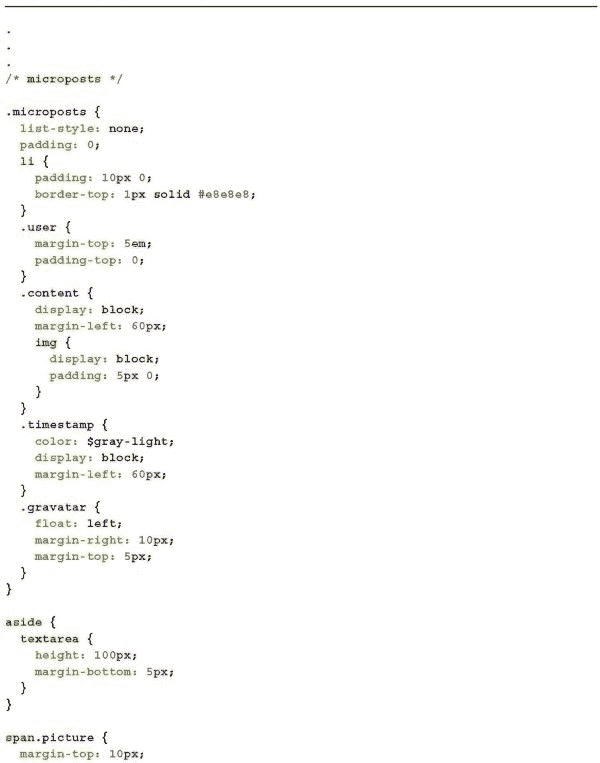 .
.
.
/* microposts */

.microposts {
  list-style: none;
  padding: 0;
  li {
    padding: 10px 0;
    border-top: 1px solid #e8e8e8;
  }
  .user {
    margin-top: 5em;
    padding-top: 0;
  }
  .content {
    display: block;
    margin-left: 60px;
    img {
      display: block;
      padding: 5px 0;
    }
  }
  .timestamp {
    color: $gray-light;
    display: block;
    margin-left: 60px;
  }
  .gravatar {
    float: left;
    margin-right: 10px;
    margin-top: 5px;
  }
}

aside {
  textarea {
    height: 100px;
    margin-bottom: 5px;
  }
}

span.picture {
  margin-top: 10px;